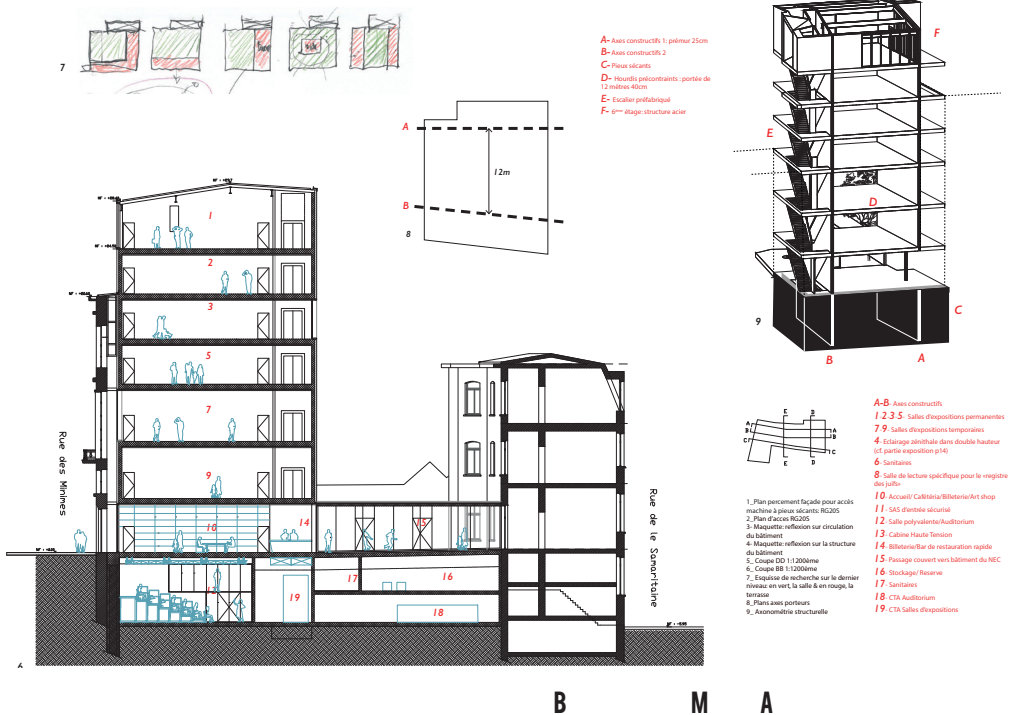 7
A- Axes constructifs 1: prémur 25cm
B- Axes constructifs 2
C- Pieux sécants
D- Hourdis précontraints : portée de
12 mètres 40cm
E- Escalier préfabriqué
F- 6ème étage: structure acier
A
12m
B
8
F
E
D
C
9
B
A
1
2
3
5
7
9
10
14
15
17
16
19
18
6
Rue des Minimes
Rue de le Samaritaine
E
D
A
B
C
A
B
C
E
D
1_Plan percement façade pour accès
machine à pieux sécants: RG205
2_Plan d'acces RG205
3- Maquette: reflexion sur circulation
du bâtiment
4- Maquette: reflexion sur la structure
du bâtiment
5_ Coupe DD 1:1200ème
6_ Coupe BB 1:1200ème
7_ Esquisse de recherche sur le dernier
niveau: en vert, la salle & en rouge, la
terrasse
8_Plans axes porteurs
9_ Axonométrie structurelle
A-B- Axes constructifs
1-2-3-5- Salles d'expositions permanentes
7-9- Salles d'expositions temporaires
4- Eclairage zénithale dans double hauteur
(cf. partie exposition p14)
6- Sanitaires
8- Salle de lecture spécifique pour le «registre
des juifs»
10- Accueil/ Cafétéria/Billeterie/Art shop
11- SAS d'entrée sécurisé
12- Salle polyvalente/Auditorium
13- Cabine Haute Tension
14- Billeterie/Bar de restauration rapide
15- Passage couvert vers bâtiment du NEC
16- Stockage/ Reserve
17- Sanitaires
18- CTA Auditorium
19- CTA Salles d'expositions
B M A